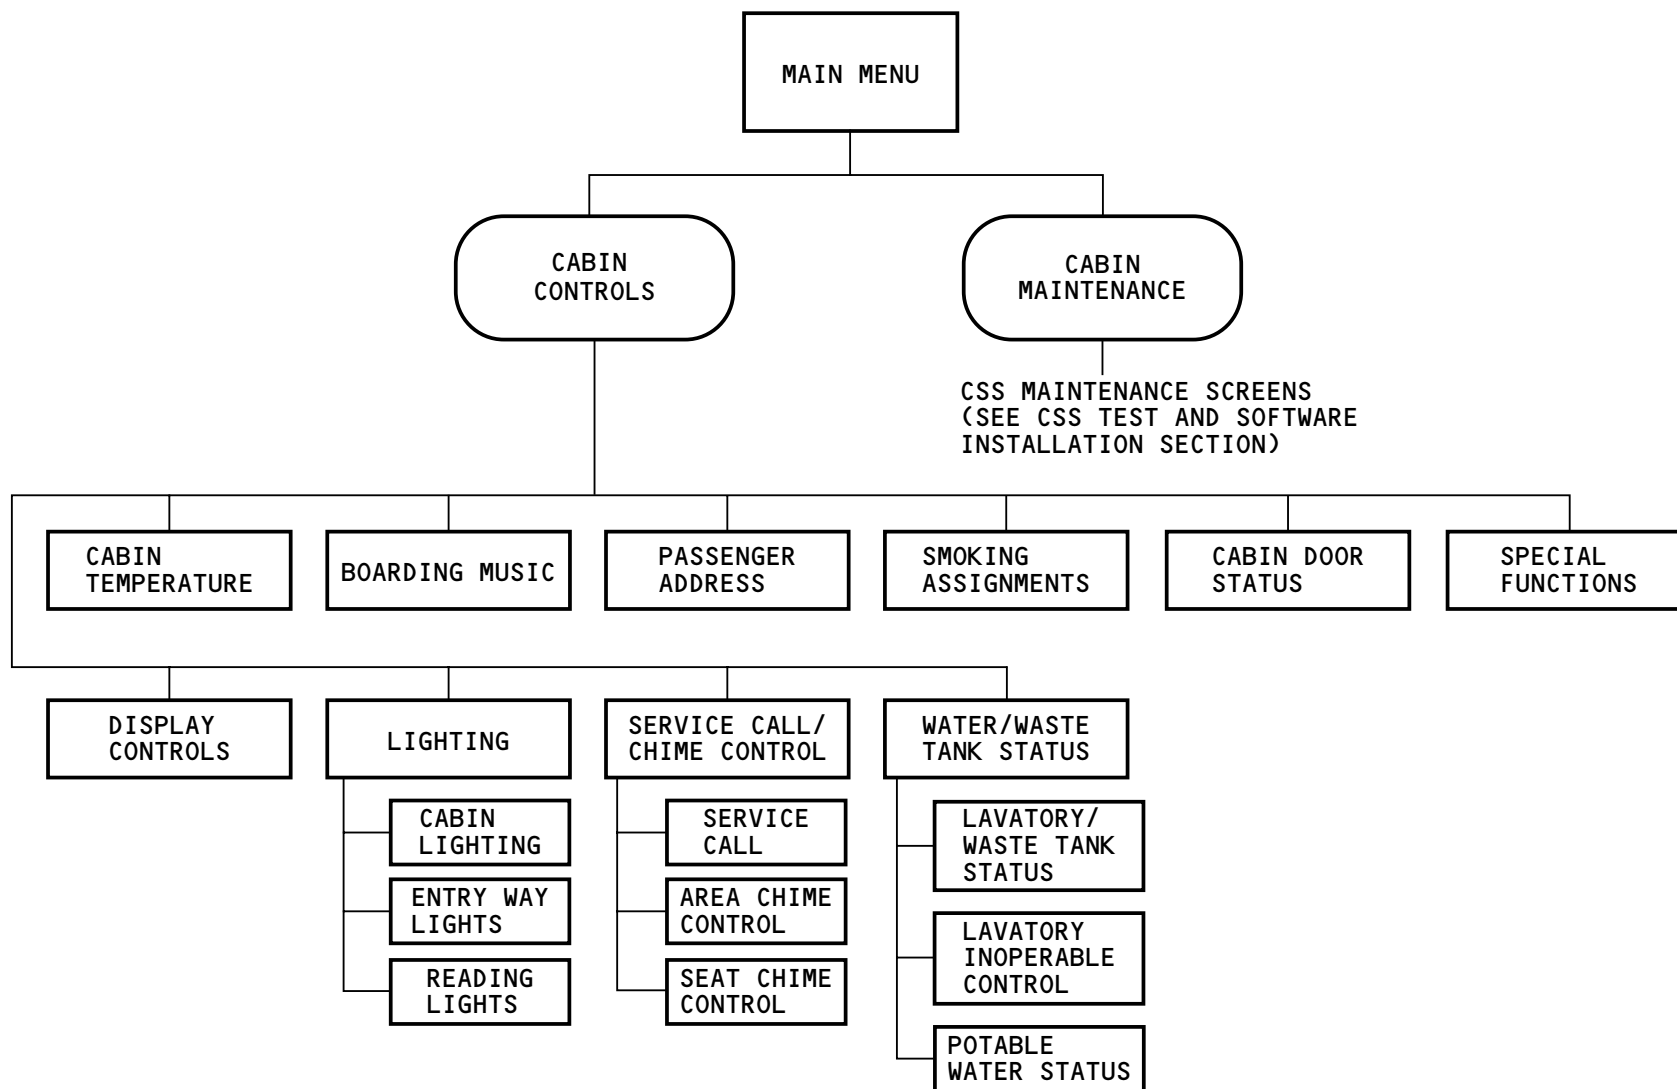 MAIN MENU
CABIN
CONTROLS
CABIN
MAINTENANCE
CSS MAINTENANCE SCREENS
(SEE CSS TEST AND SOFTWARE
INSTALLATION SECTION)
CABIN
TEMPERATURE
BOARDING MUSIC
PASSENGER
ADDRESS
SMOKING
ASSIGNMENTS
CABIN DOOR
STATUS
SPECIAL
FUNCTIONS
DISPLAY
CONTROLS
LIGHTING
SERVICE CALL/
CHIME CONTROL
WATER/WASTE
TANK STATUS
CABIN
LIGHTING
ENTRY WAY
LIGHTS
READING
LIGHTS
SERVICE
CALL
AREA CHIME
CONTROL
SEAT CHIME
CONTROL
LAVATORY/
WASTE TANK
STATUS
LAVATORY
INOPERABLE
CONTROL
POTABLE
WATER STATUS